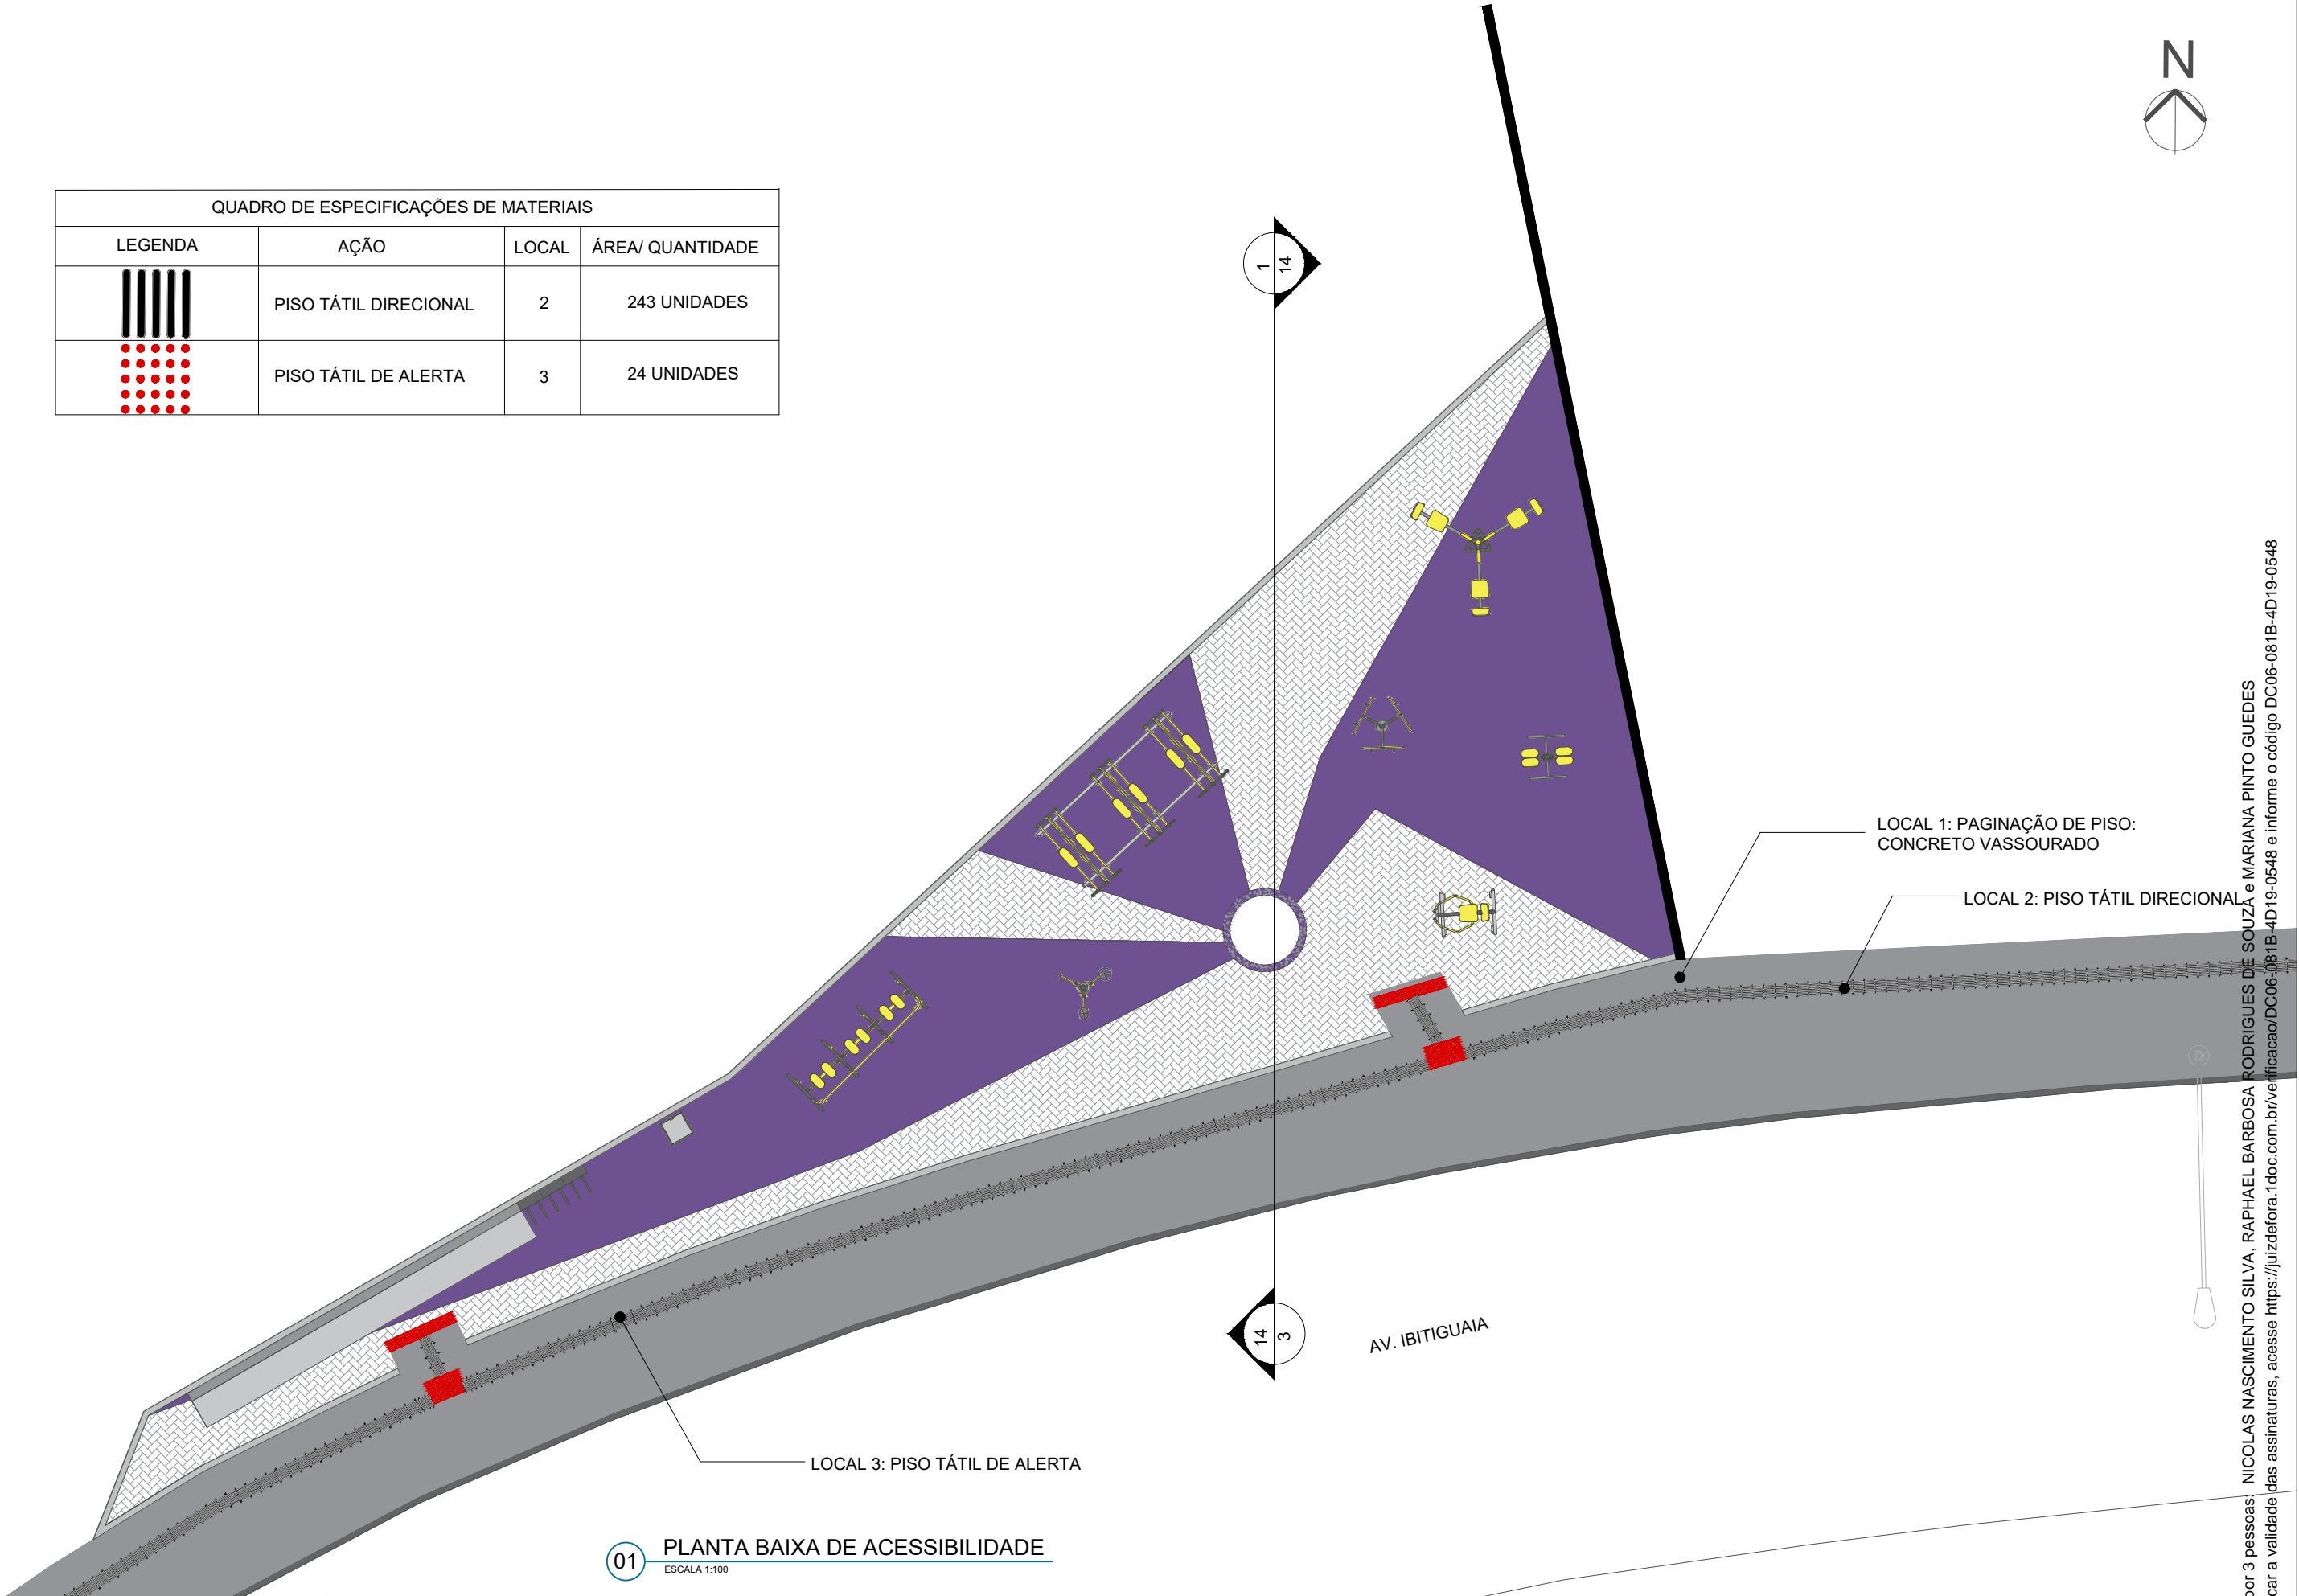 N
QUADRO DE ESPECIFICAÇÕES DE MATERIAIS
LEGENDA AÇÃO LOCAL ÁREA/ QUANTIDADE
PISO TÁTIL DIRECIONAL 2 243 UNIDADES
PISO TÁTIL DE ALERTA 3 24 UNIDADES
1
14
LOCAL 1: PAGINAÇÃO DE PISO:
CONCRETO VASSOURADO
LOCAL 2: PISO TÁTIL DIRECIONAL
14
3
AV. IBITIGUAIA
LOCAL 3: PISO TÁTIL DE ALERTA
01 PLANTA BAIXA DE ACESSIBILIDADE
ESCALA 1:100
por 3 pessoas: NICOLAS NASCIMENTO SILVA, RAPHAEL BARBOSA RODRIGUES DE SOUZA e MARIANA PINTO GUEDES
car a validade das assinaturas, acesse https://juizdefora.1doc.com.br/verificacao/DC06-081B-4D19-0548 e informe o código DC06-081B-4D19-0548